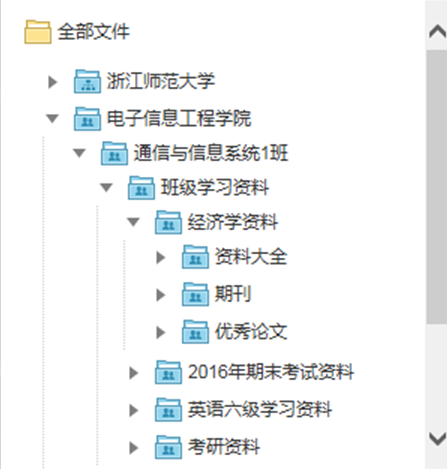 全部文件
浙江师范大学
电子信息工程学院
通信与信息系统1班
班级学习资料
经济学资料
资料大全
期刊
优秀论文
2016年期末考试资料
英语六级学习资料
考研资料